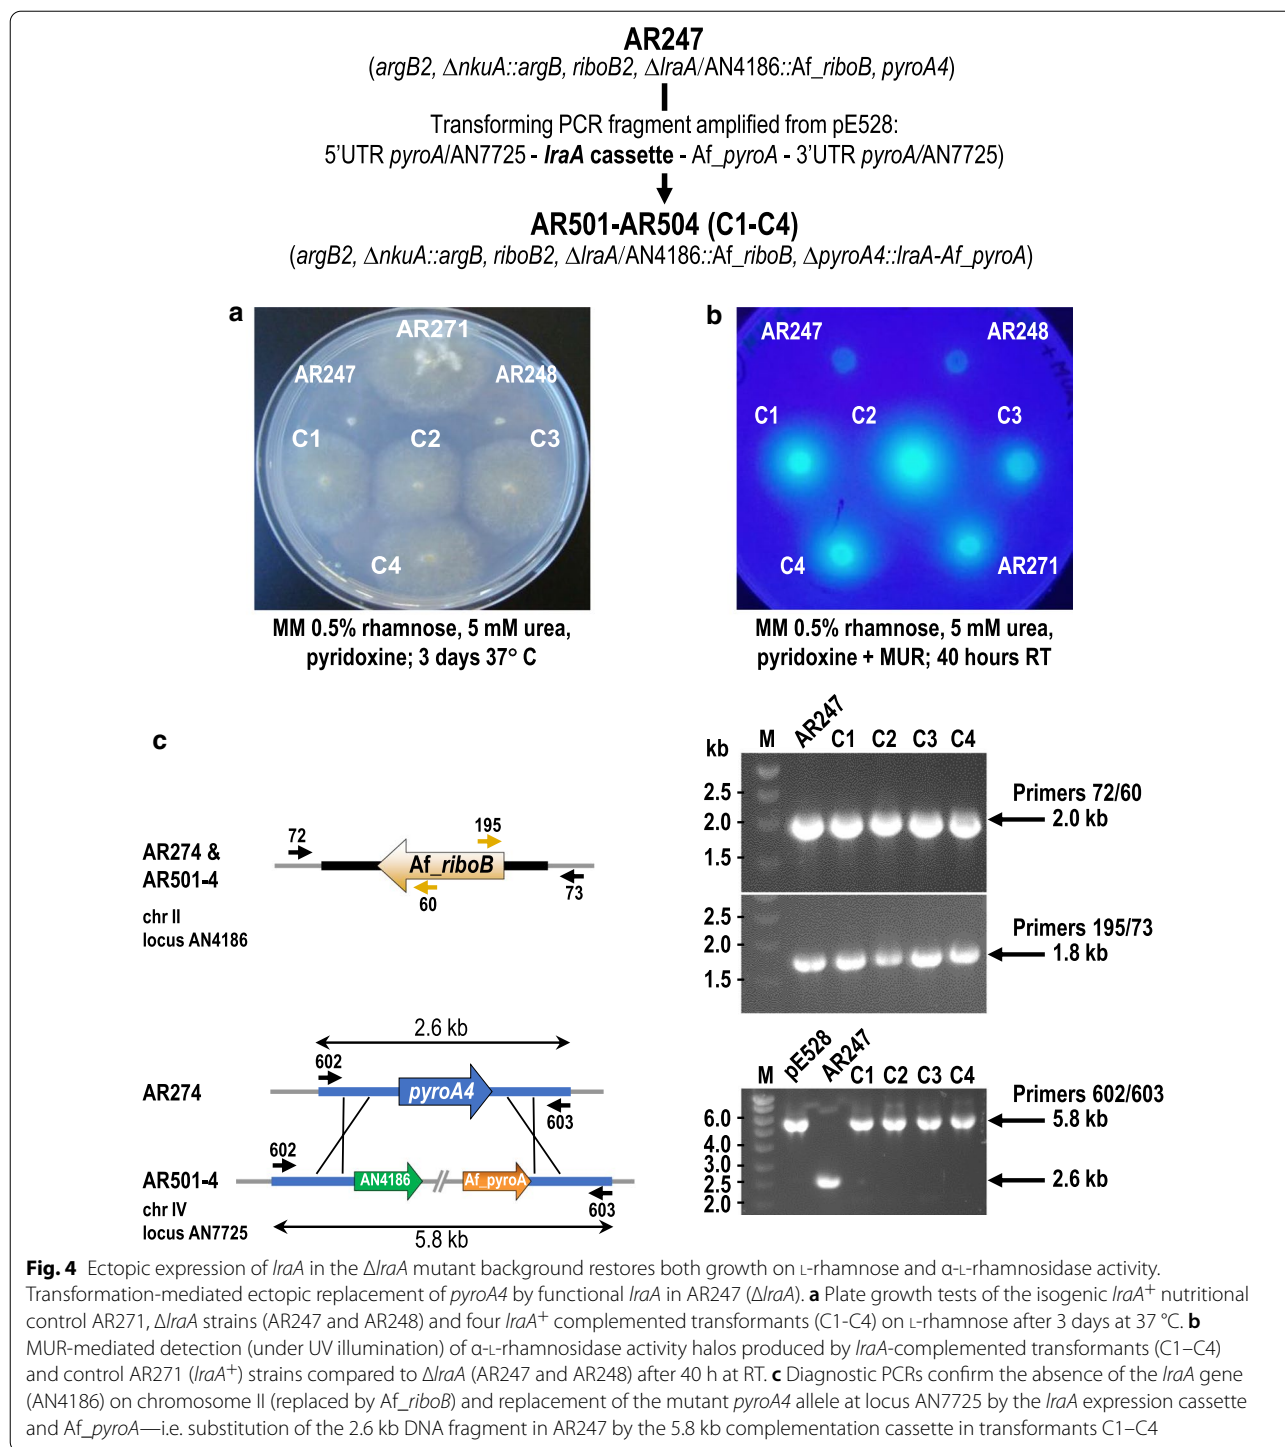 AR247
(argB2, ΔnkuA::argB, riboB2, ΔlraA/AN4186::Af_riboB, pyroA4)
Transforming PCR fragment amplified from pE528:
5'UTR pyroA/AN7725 - lraA cassette - Af_pyroA - 3'UTR pyroA/AN7725)
AR501-AR504 (C1-C4)
(argB2, ΔnkuA::argB, riboB2, ΔlraA/AN4186::Af_riboB, ΔpyroA4::lraA-Af_pyroA)
a
AR271
AR247
AR248
C1
C2
C3
C4
MM 0.5% rhamnose, 5 mM urea,
pyridoxine; 3 days 37° C
b
AR247
AR248
C1
C2
C3
C4
AR271
MM 0.5% rhamnose, 5 mM urea,
pyridoxine + MUR; 40 hours RT
c
72
195
AR274 &
AR501-4
Af_riboB
60
73
chr II
locus AN4186
2.6 kb
602
AR274
pyroA4
603
602
AR501-4
AN4186
Af_pyroA
603
chr IV
locus AN7725
5.8 kb
kb
M
AR247
C1
C2
C3
C4
2.5
2.0
1.5
Primers 72/60
2.0 kb
2.5
2.0
1.5
Primers 195/73
1.8 kb
M
pE528
AR247
C1
C2
C3
C4
6.0
4.0
3.0
2.5
2.0
Primers 602/603
5.8 kb
2.6 kb
Fig. 4 Ectopic expression of lraA in the ΔlraA mutant background restores both growth on L-rhamnose and α-L-rhamnosidase activity.
Transformation-mediated ectopic replacement of pyroA4 by functional lraA in AR247 (ΔlraA). a Plate growth tests of the isogenic lraA+ nutritional
control AR271, ΔlraA strains (AR247 and AR248) and four lraA+ complemented transformants (C1-C4) on L-rhamnose after 3 days at 37 °C. b
MUR-mediated detection (under UV illumination) of α-L-rhamnosidase activity halos produced by lraA-complemented transformants (C1–C4)
and control AR271 (lraA+) strains compared to ΔlraA (AR247 and AR248) after 40 h at RT. c Diagnostic PCRs confirm the absence of the lraA gene
(AN4186) on chromosome II (replaced by Af_riboB) and replacement of the mutant pyroA4 allele at locus AN7725 by the lraA expression cassette
and Af_pyroA—i.e. substitution of the 2.6 kb DNA fragment in AR247 by the 5.8 kb complementation cassette in transformants C1–C4